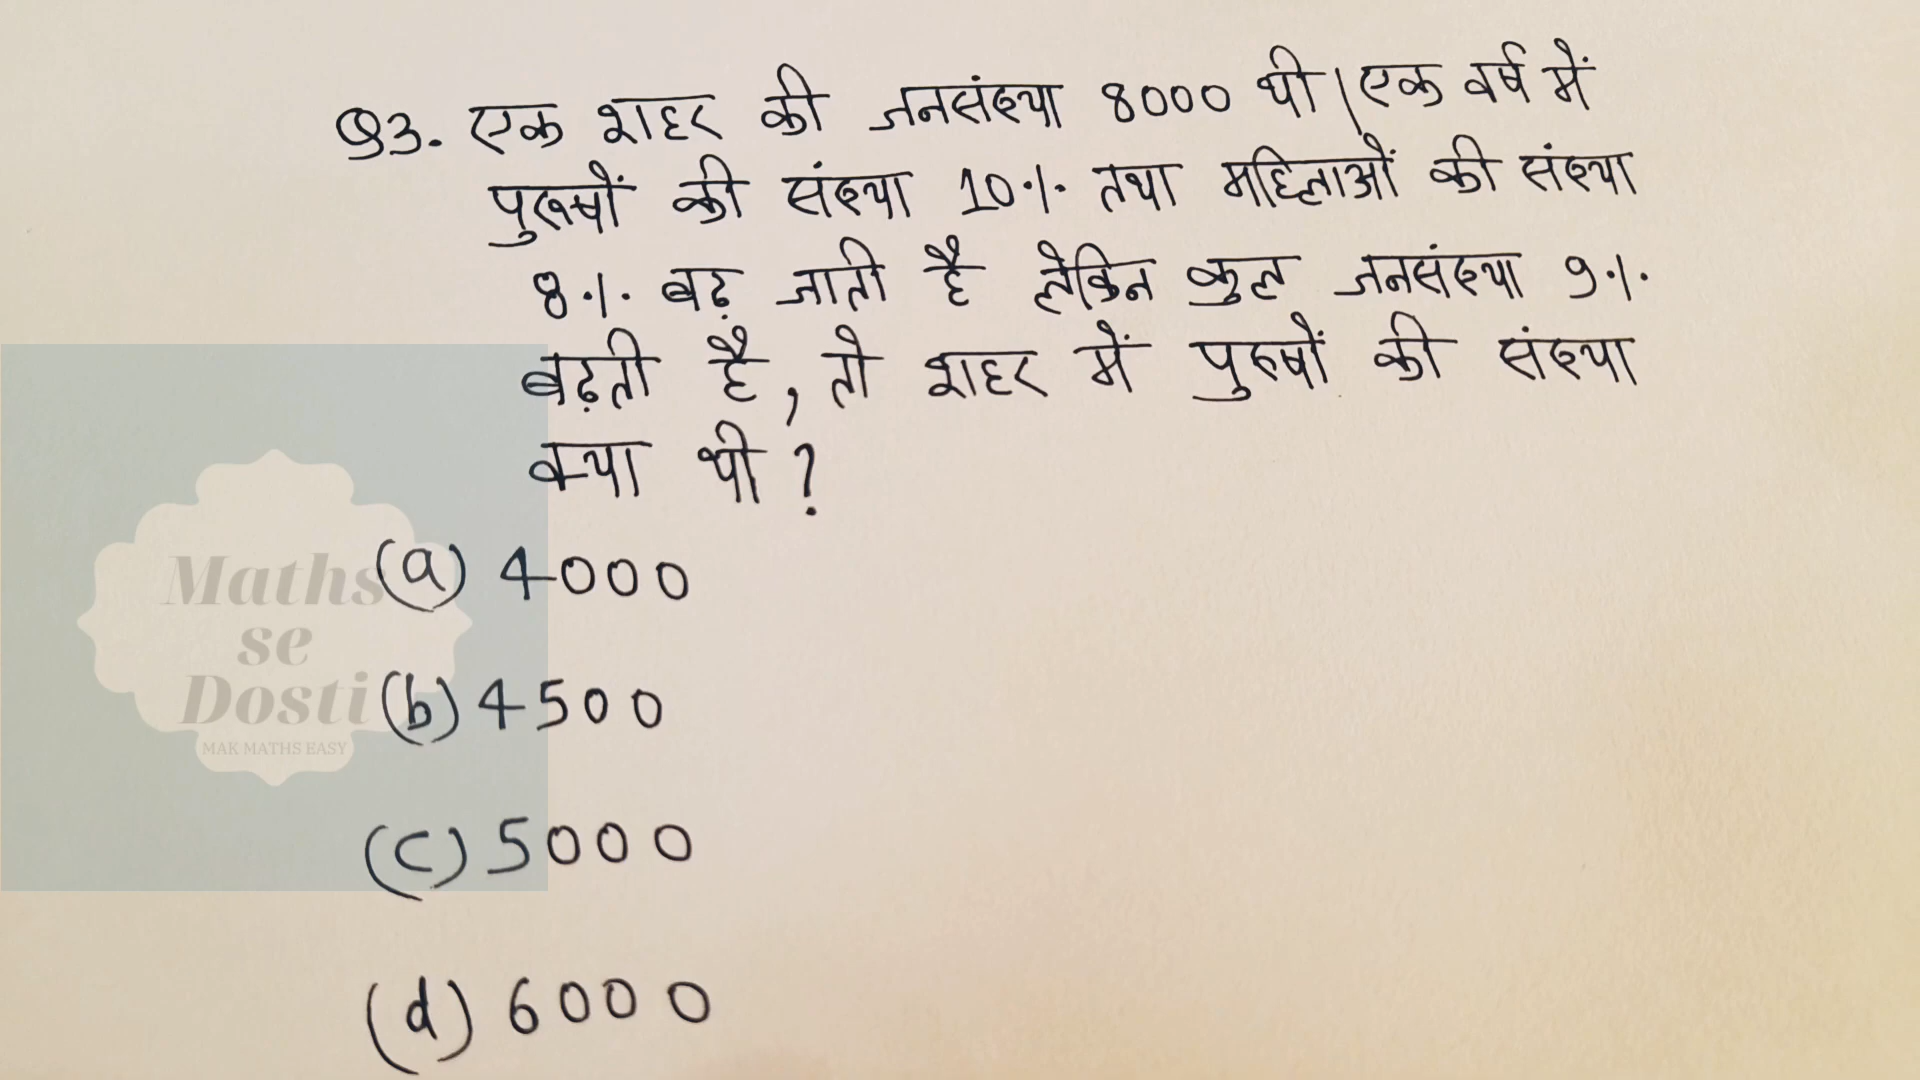 Q3. एक शहर की जनसंख्या 8000 थी। एक वर्ष में
पुरूषों की संख्या 10% तथा महिलाओं की संख्या
8% बढ़ जाती है लेकिन कुल जनसंख्या 9%
बढ़ती है, तो शहर में पुरुषों की संख्या
क्या थी?
(a) 4000
(b) 4500
(c) 5000
(d) 6000
Maths
se
Dosti
MAK MATHS EASY